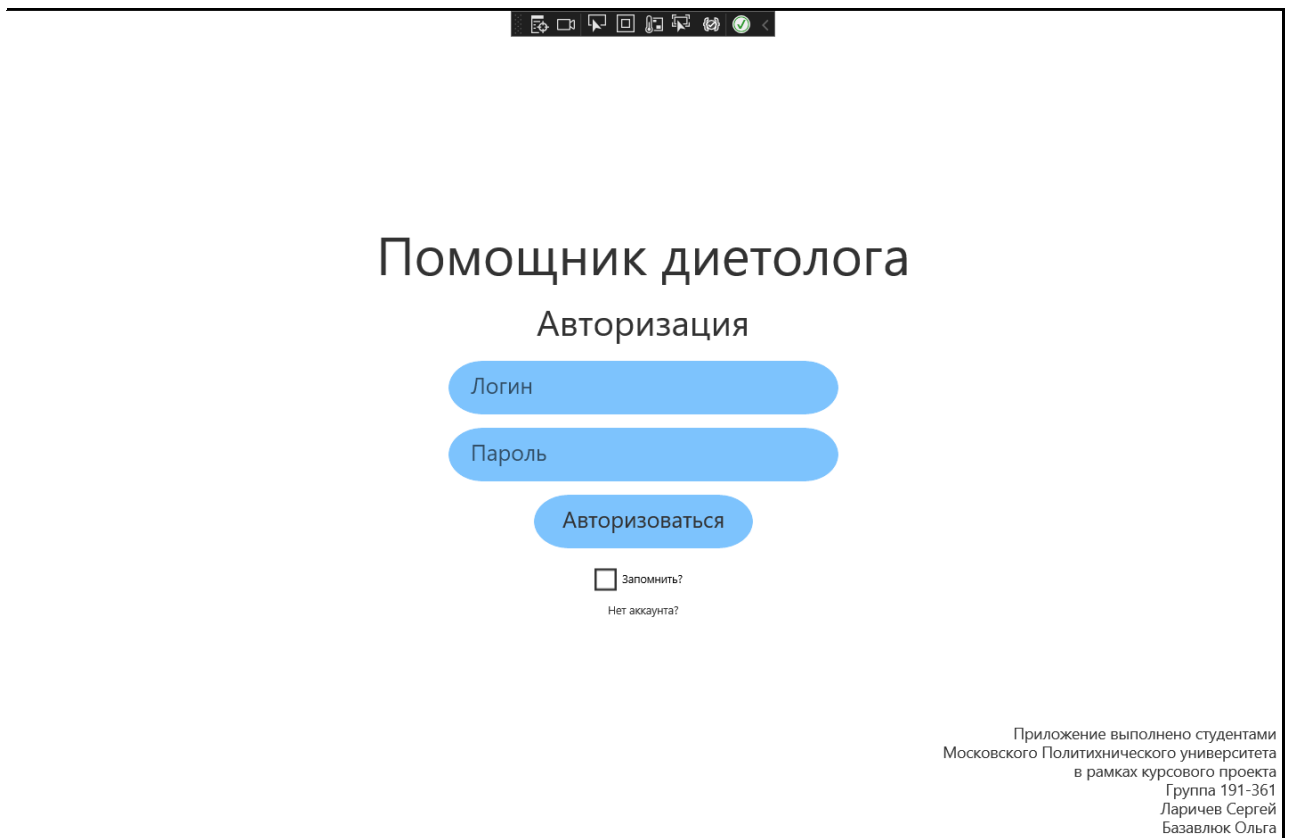 Помощник диетолога
Авторизация
Логин
Пароль
Авторизоваться
Запомнить?
Нет аккаунта?
Приложение выполнено студентами
Московского Политихнического университета
в рамках курсового проекта
Группа 191-361
Ларичев Сергей
Базавлюк Ольга